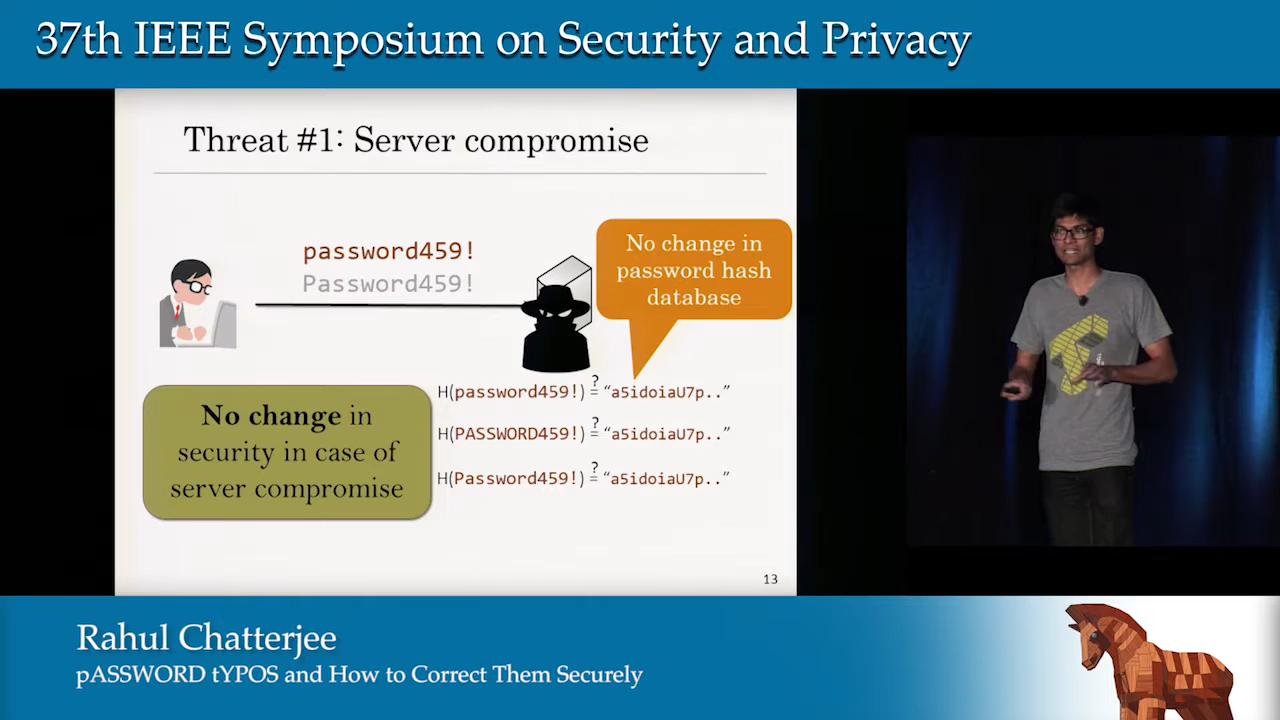 37th IEEE Symposium on Security and Privacy
Threat #1: Server compromise
password459!
Password459!
No change in
password hash
database
No change in
security in case of
server compromise
H(password459!) ≟ “a5idoiaU7p..”
H(PASSWORD459!) ≟ “a5idoiaU7p..”
H(Password459!) ≟ “a5idoiaU7p..”
13
Rahul Chatterjee
pASSWORD tYPOS and How to Correct Them Securely